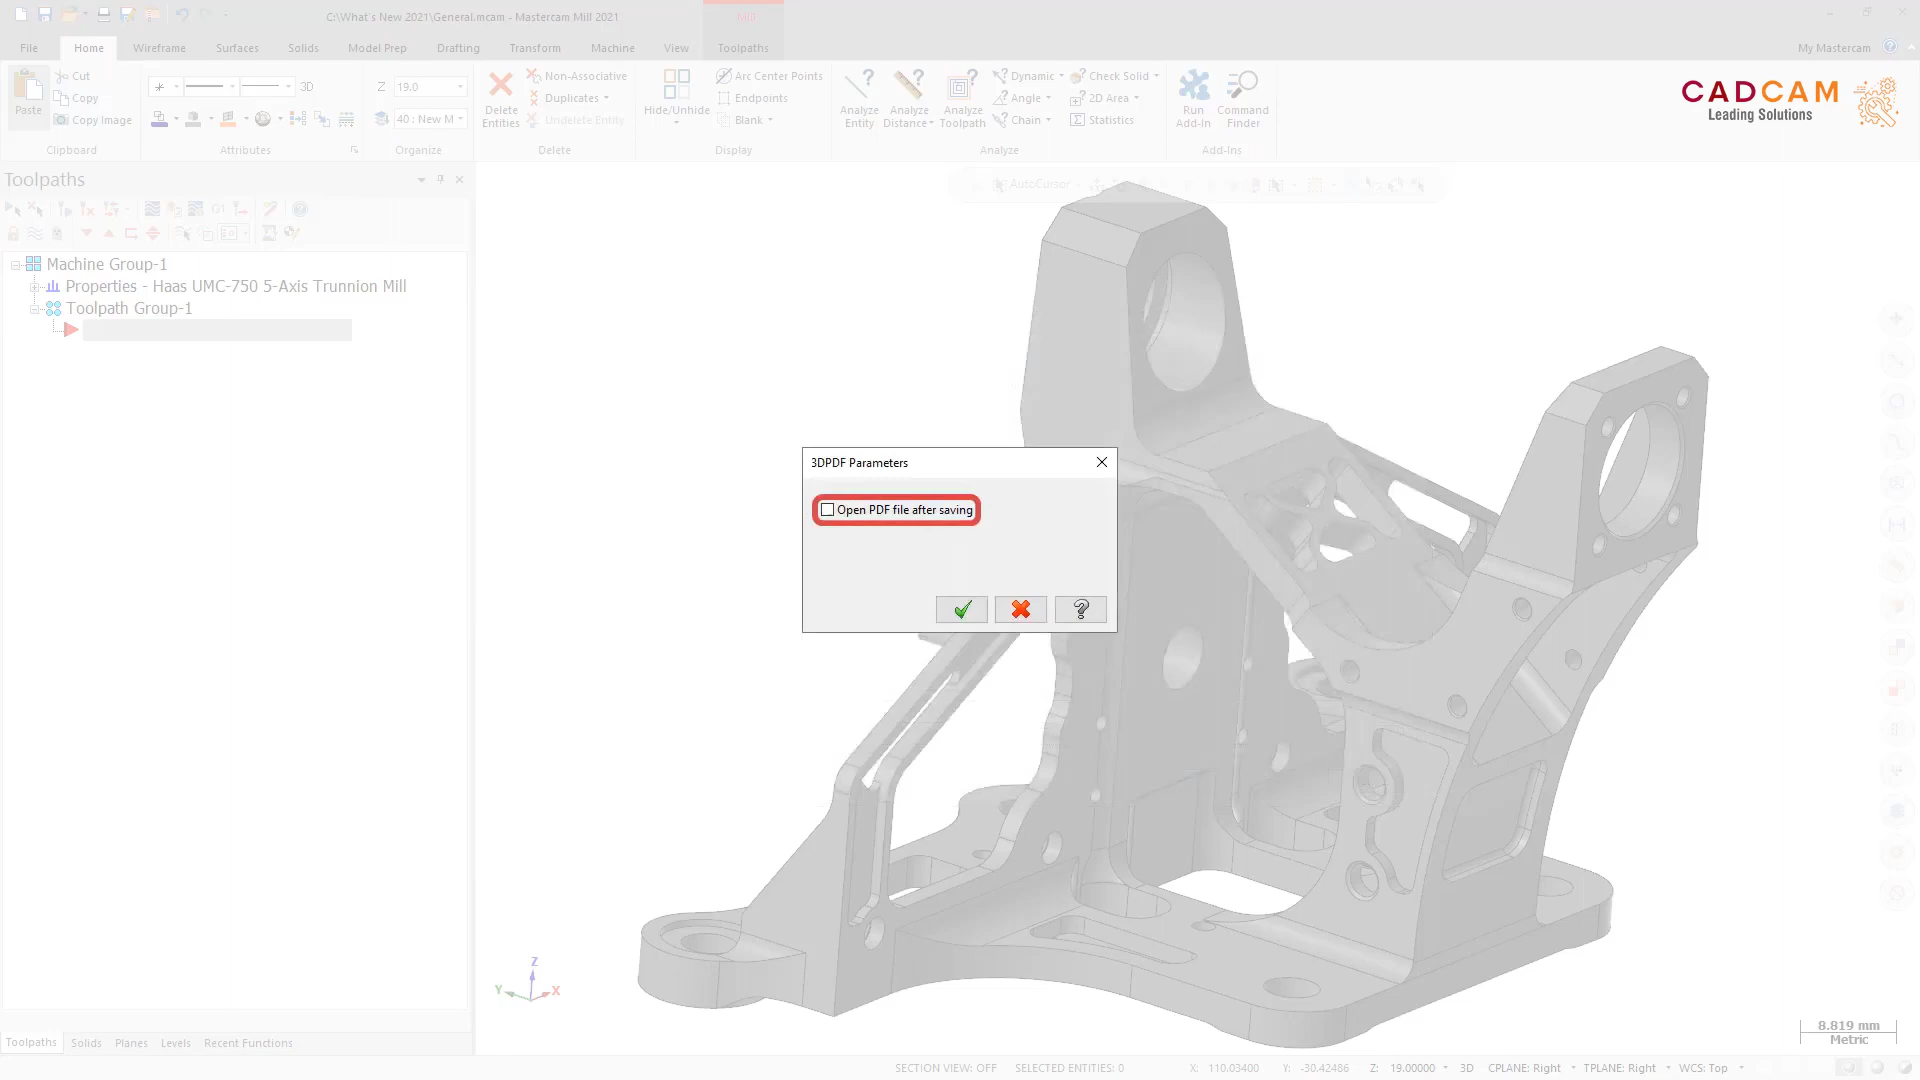 C:\What's New 2021\General.mcam - Mastercam Mill 2021
Mill
File Home Wireframe Surfaces Solids Model Prep Drafting Transform Machine View Toolpaths My Mastercam
Paste
Cut
Copy
Copy Image
Clipboard
3D
Attributes
Z 19.0
40 : New M
Organize
Delete Entities
Non-Associative
Duplicates
Undelete Entity
Delete
Hide/Unhide
Arc Center Points
Endpoints
Blank
Display
Analyze Entity
Analyze Distance
Analyze Toolpath
Dynamic
Angle
Chain
Check Solid
2D Area
Statistics
Analyze
Run Add-In
Command Finder
Add-Ins
CADCAM
Leading Solutions
Toolpaths
AutoCursor
G1
Machine Group-1
Properties - Haas UMC-750 5-Axis Trunnion Mill
Toolpath Group-1
3DPDF Parameters
Open PDF file after saving
Z
Y
X
8.819 mm
Metric
Toolpaths Solids Planes Levels Recent Functions
SECTION VIEW: OFF SELECTED ENTITIES: 0 X: 110.03400 Y: -30.42486 Z: 19.00000 3D CPLANE: Right TPLANE: Right WCS: Top